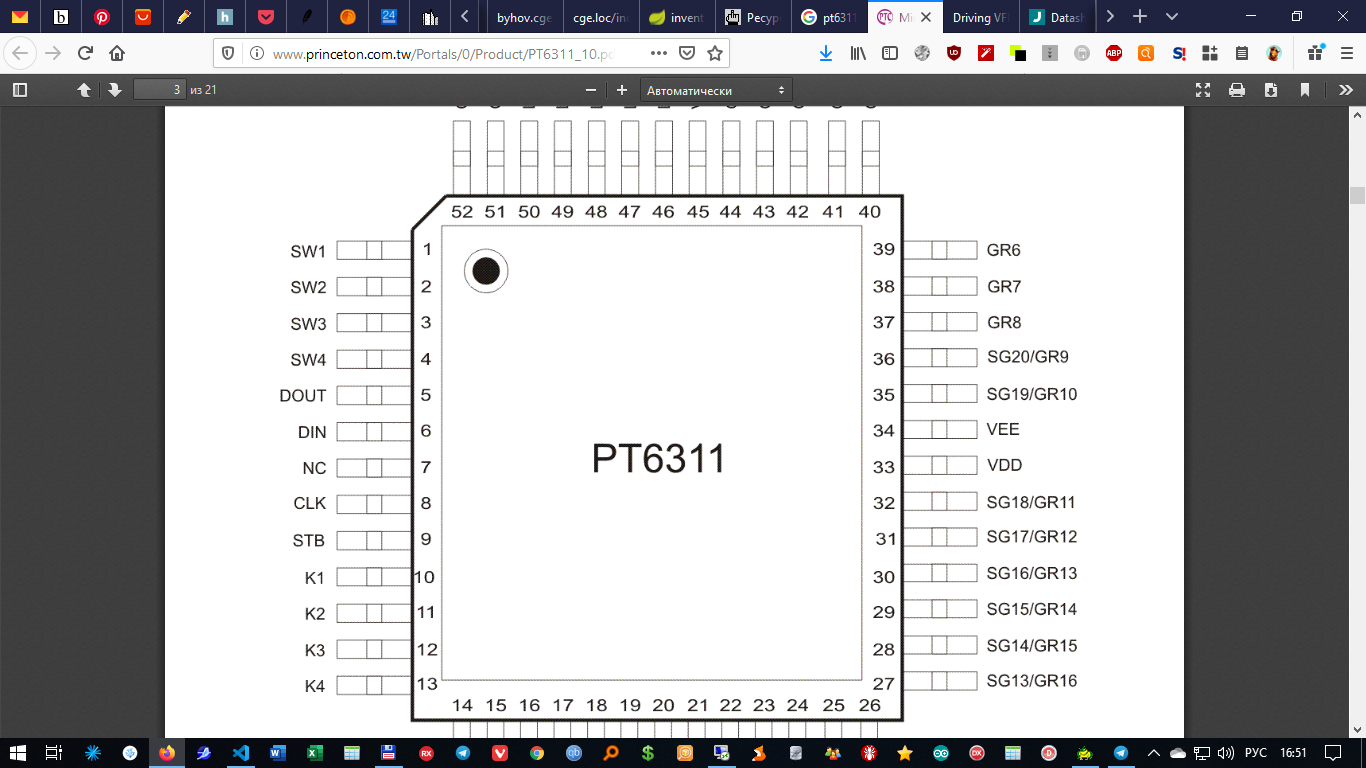 byhov.cge
cge.loc/in
invent
Ресур
pt6311
Mi
Driving VF
Datash
www.princeton.com.tw/Portals/0/Product/PT6311_10.p
3 из 21
Автоматически
52 51 50 49 48 47 46 45 44 43 42 41 40
SW1 1 39 GR6
SW2 2 38 GR7
SW3 3 37 GR8
SW4 4 36 SG20/GR9
DOUT 5 35 SG19/GR10
DIN 6 34 VEE
PT6311
NC 7 33 VDD
CLK 8 32 SG18/GR11
STB 9 31 SG17/GR12
K1 10 30 SG16/GR13
K2 11 29 SG15/GR14
K3 12 28 SG14/GR15
K4 13 27 SG13/GR16
14 15 16 17 18 19 20 21 22 23 24 25 26
РУС 16:51